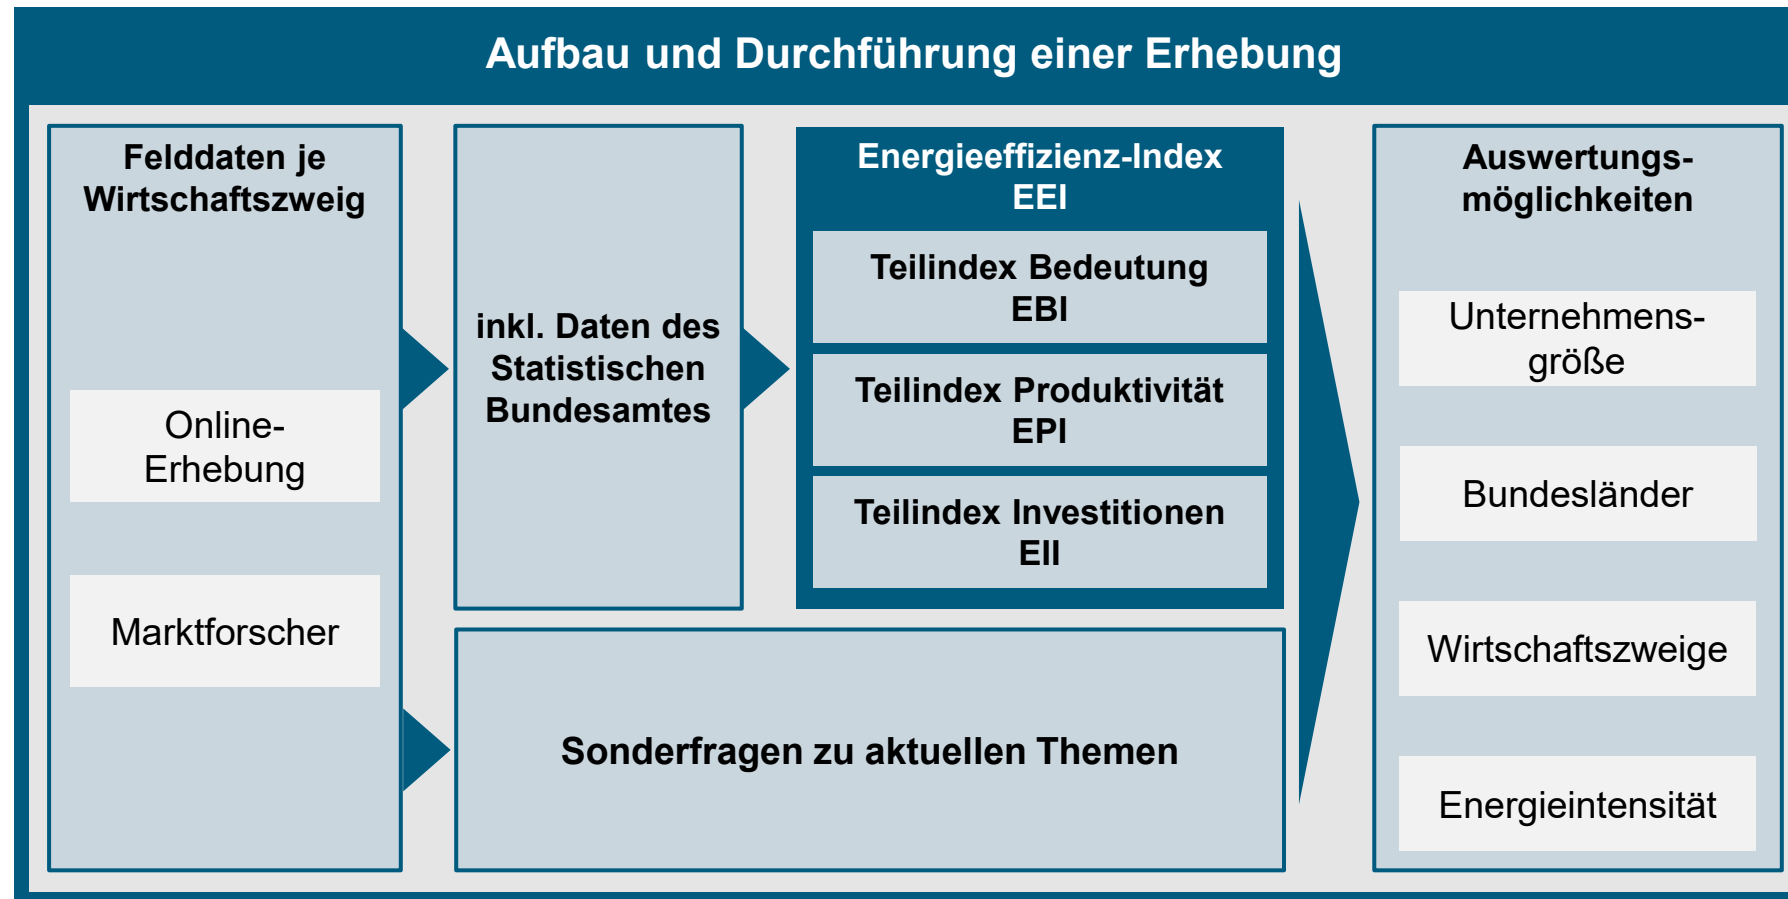 Aufbau und Durchführung einer Erhebung
Felddaten je
Wirtschaftszweig
Online-
Erhebung
Marktforscher
inkl. Daten des
Statistischen
Bundesamtes
Energieeffizienz-Index
EEI
Teilindex Bedeutung
EBI
Teilindex Produktivität
EPI
Teilindex Investitionen
EII
Sonderfragen zu aktuellen Themen
Auswertungs-
möglichkeiten
Unternehmens-
größe
Bundesländer
Wirtschaftszweige
Energieintensität